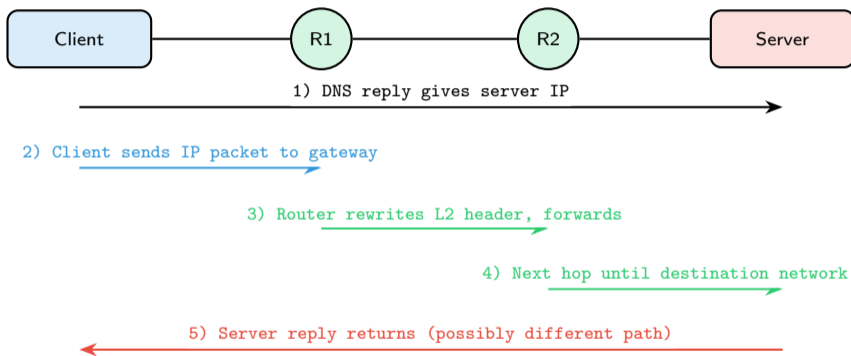 Client
R1
R2
Server
1) DNS reply gives server IP
2) Client sends IP packet to gateway
3) Router rewrites L2 header, forwards
4) Next hop until destination network
5) Server reply returns (possibly different path)